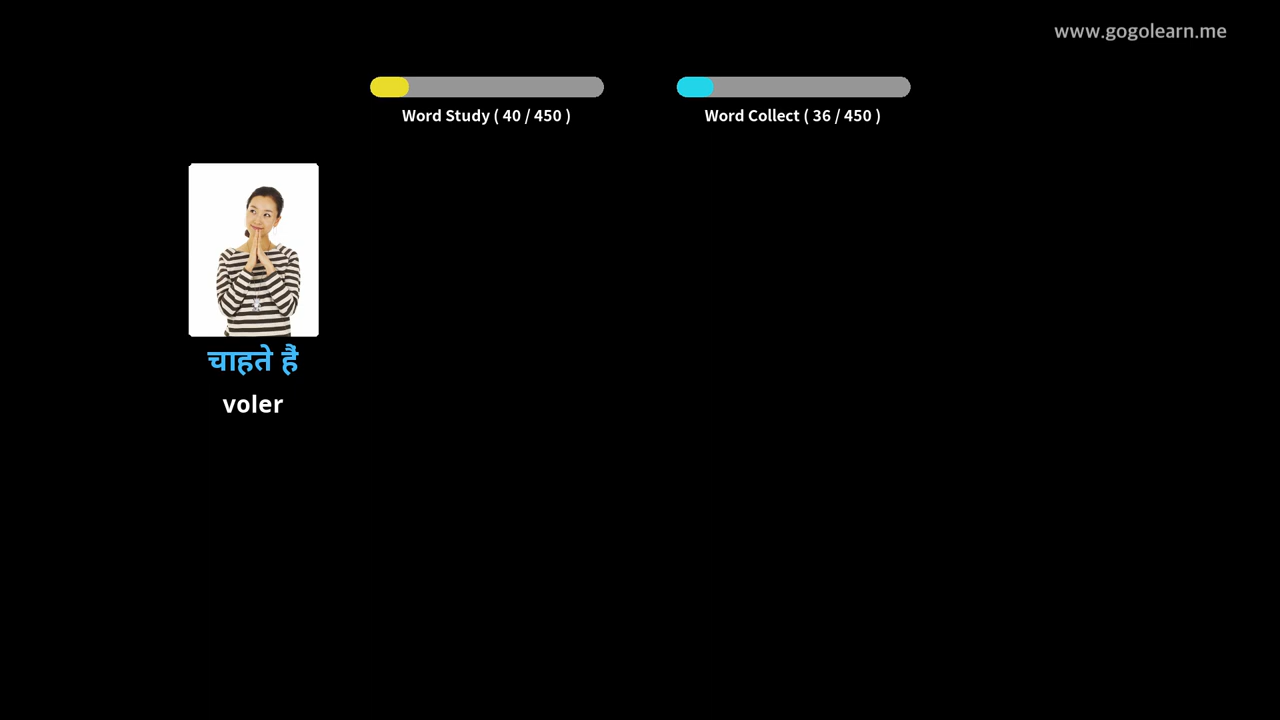 www.gogolearn.me
Word Study ( 40 / 450 )
Word Collect ( 36 / 450 )
चाहते हैं
voler